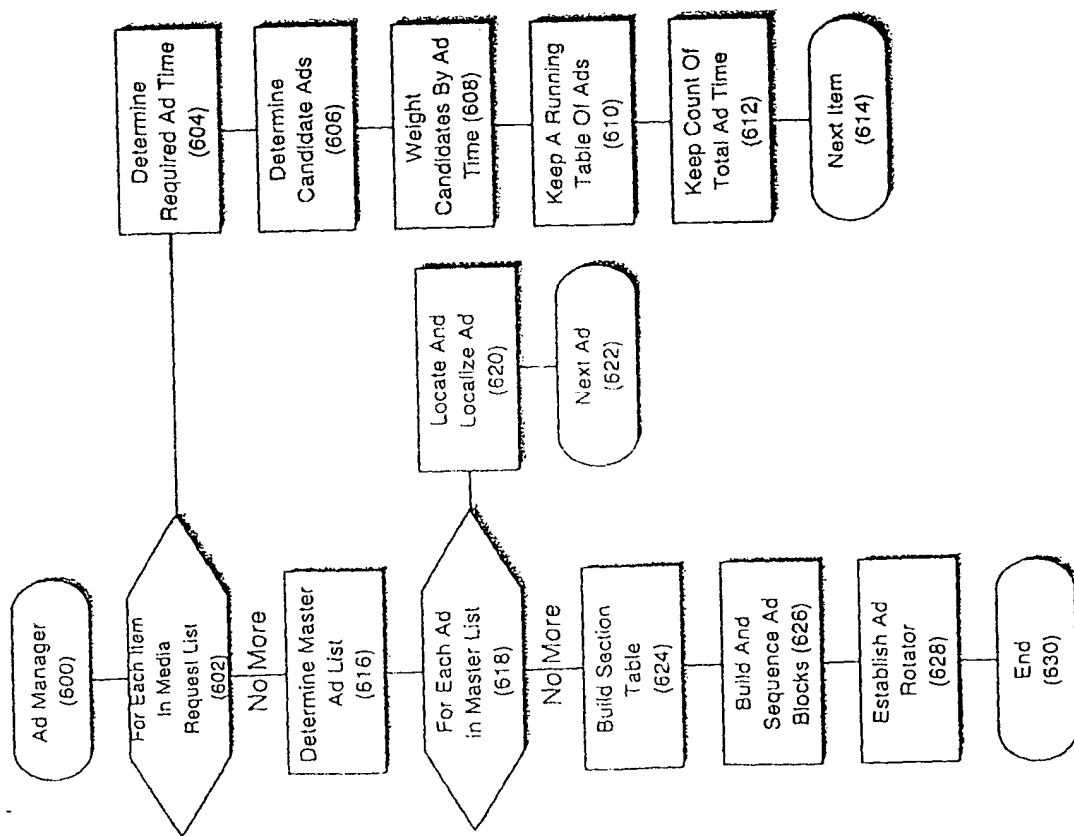 Ad Manager
(600)
For Each Item
In Media
Request List
(602)
No More
Determine
Required Ad Time
(604)
Determine
Candidate Ads
(606)
Weight
Candidates By Ad
Time (608)
Keep A Running
Table Of Ads
(610)
Keep Count Of
Total Ad Time
(612)
Next Item
(614)
Determine Master
Ad List
(616)
For Each Ad
in Master List
(618)
No More
Locate And
Localize Ad
(620)
Next Ad
(622)
Build Section
Table
(624)
Build And
Sequence Ad
Blocks (626)
Establish Ad
Rotator
(628)
End
(630)